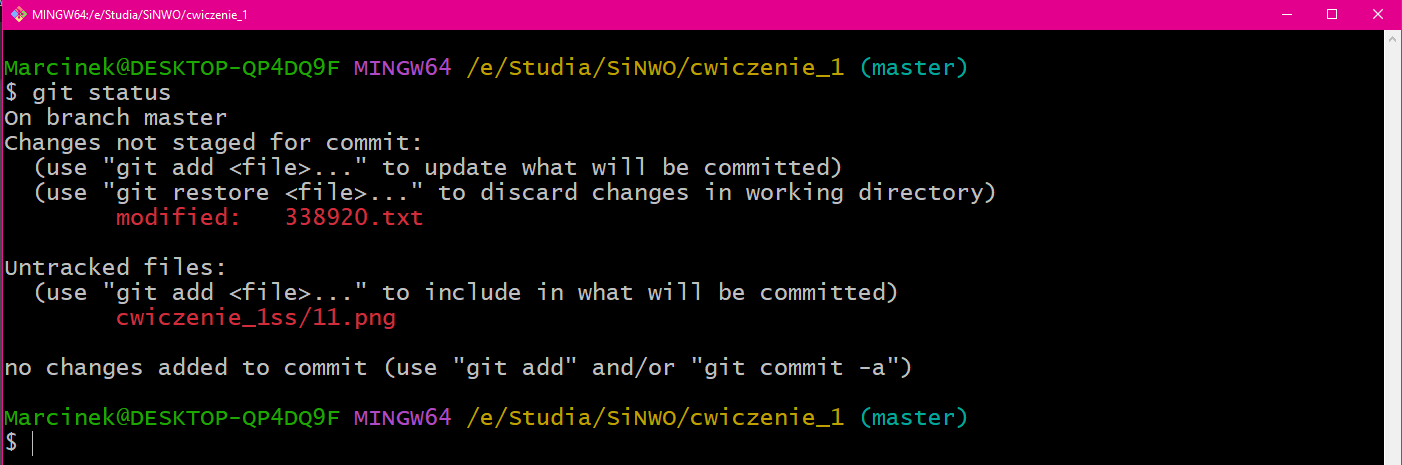 MINGW64:/e/Studia/SiNWO/cwiczenie_1
Marcinek@DESKTOP-QP4DQ9F MINGW64 /e/Studia/SiNWO/cwiczenie_1 (master)
$ git status
On branch master
Changes not staged for commit:
  (use "git add <file>..." to update what will be committed)
  (use "git restore <file>..." to discard changes in working directory)
        modified:   338920.txt

Untracked files:
  (use "git add <file>..." to include in what will be committed)
        cwiczenie_1ss/11.png

no changes added to commit (use "git add" and/or "git commit -a")

Marcinek@DESKTOP-QP4DQ9F MINGW64 /e/Studia/SiNWO/cwiczenie_1 (master)
$